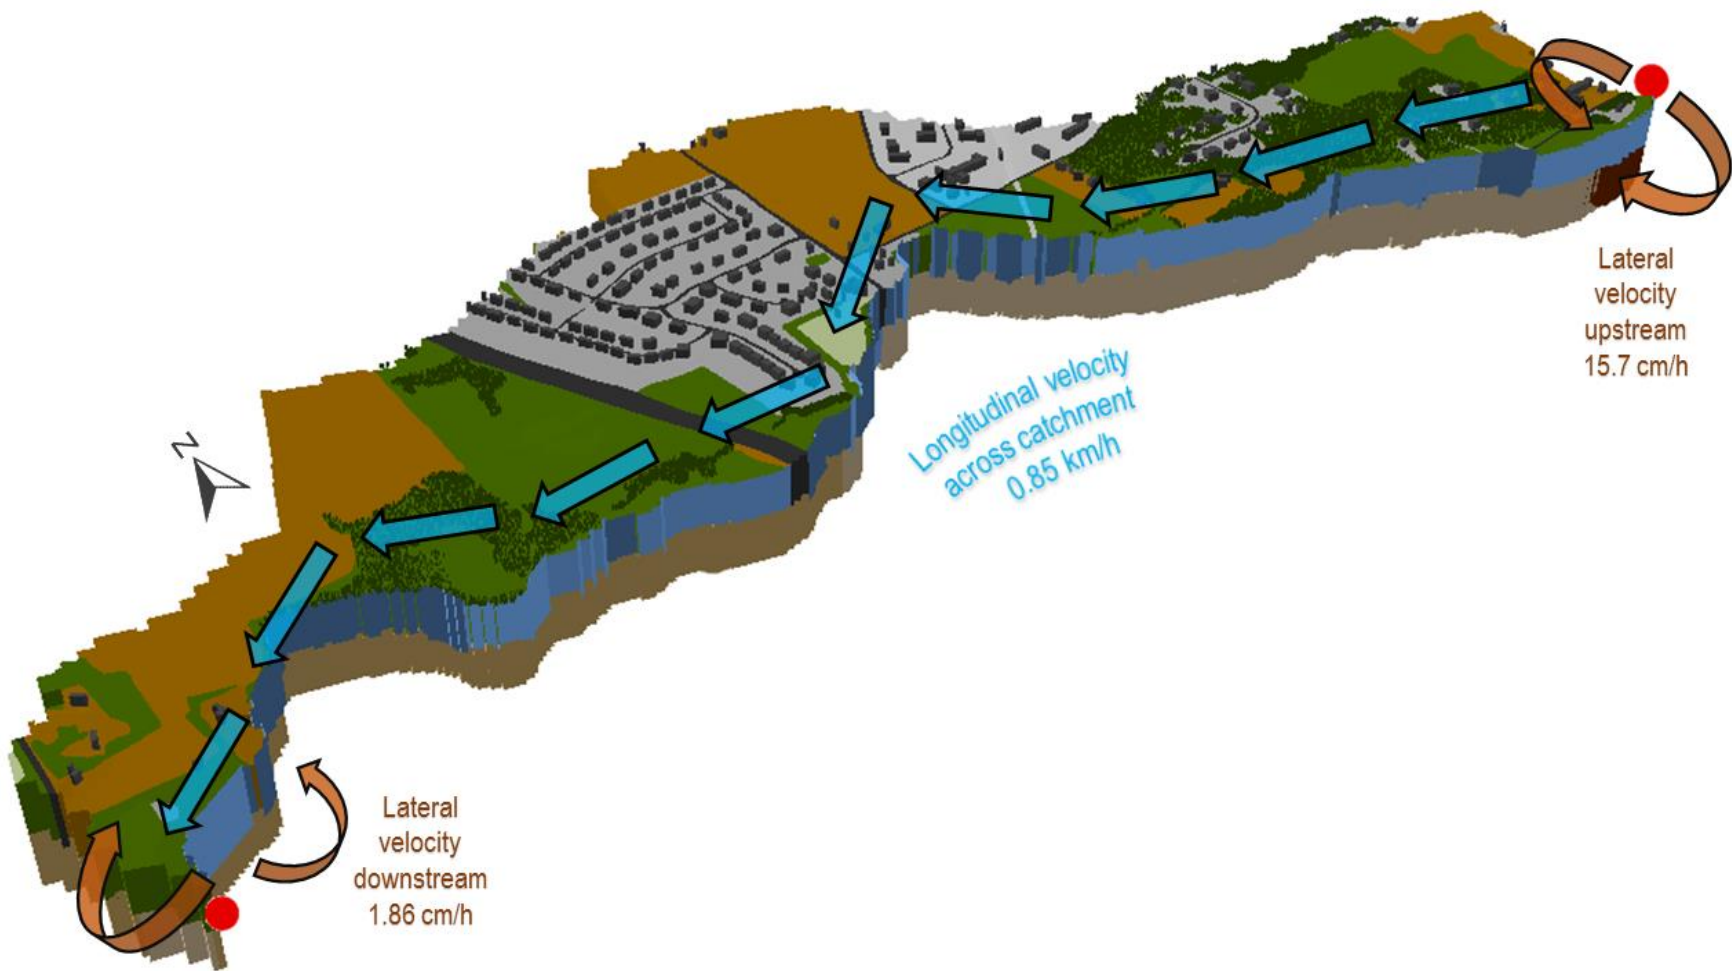 Lateral
velocity
upstream
15.7 cm/h
Longitudinal velocity
across catchment
0.85 km/h
N
Lateral
velocity
downstream
1.86 cm/h